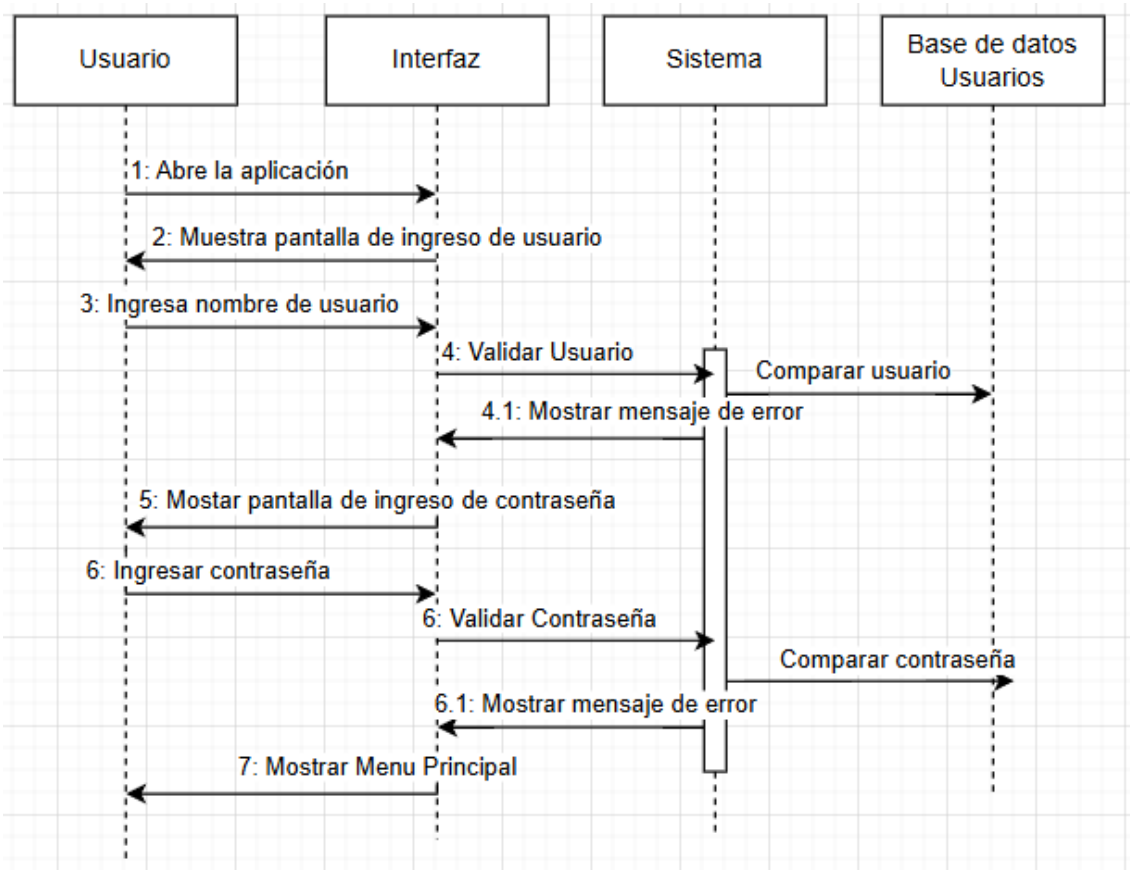 Usuario
Interfaz
Sistema
Base de datos
Usuarios
1: Abre la aplicación
2: Muestra pantalla de ingreso de usuario
3: Ingresa nombre de usuario
4: Validar Usuario
Comparar usuario
4.1: Mostrar mensaje de error
5: Mostar pantalla de ingreso de contraseña
6: Ingresar contraseña
6: Validar Contraseña
Comparar contraseña
6.1: Mostrar mensaje de error
7: Mostrar Menu Principal